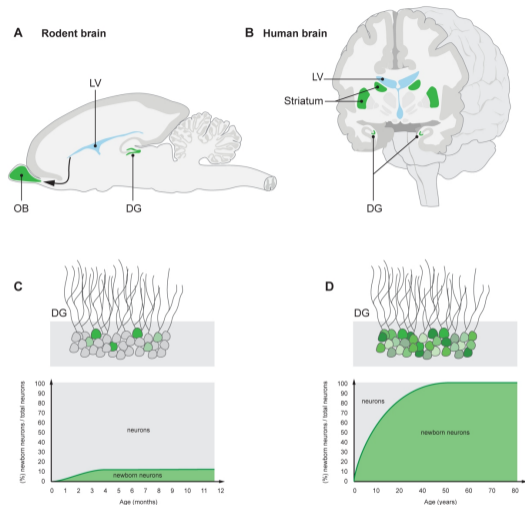 A Rodent brain
LV
OB
DG
B Human brain
LV
Striatum
DG
C
DG
(%) newborn neurons / total neurons
100
90
80
70
60
50
40
30
20
10
0
neurons
newborn neurons
0 1 2 3 4 5 6 7 8 9 10 11 12
Age (months)
D
DG
(%) newborn neurons / total neurons
100
90
80
70
60
50
40
30
20
10
0
neurons
newborn neurons
0 10 20 30 40 50 60 70 80
Age (years)